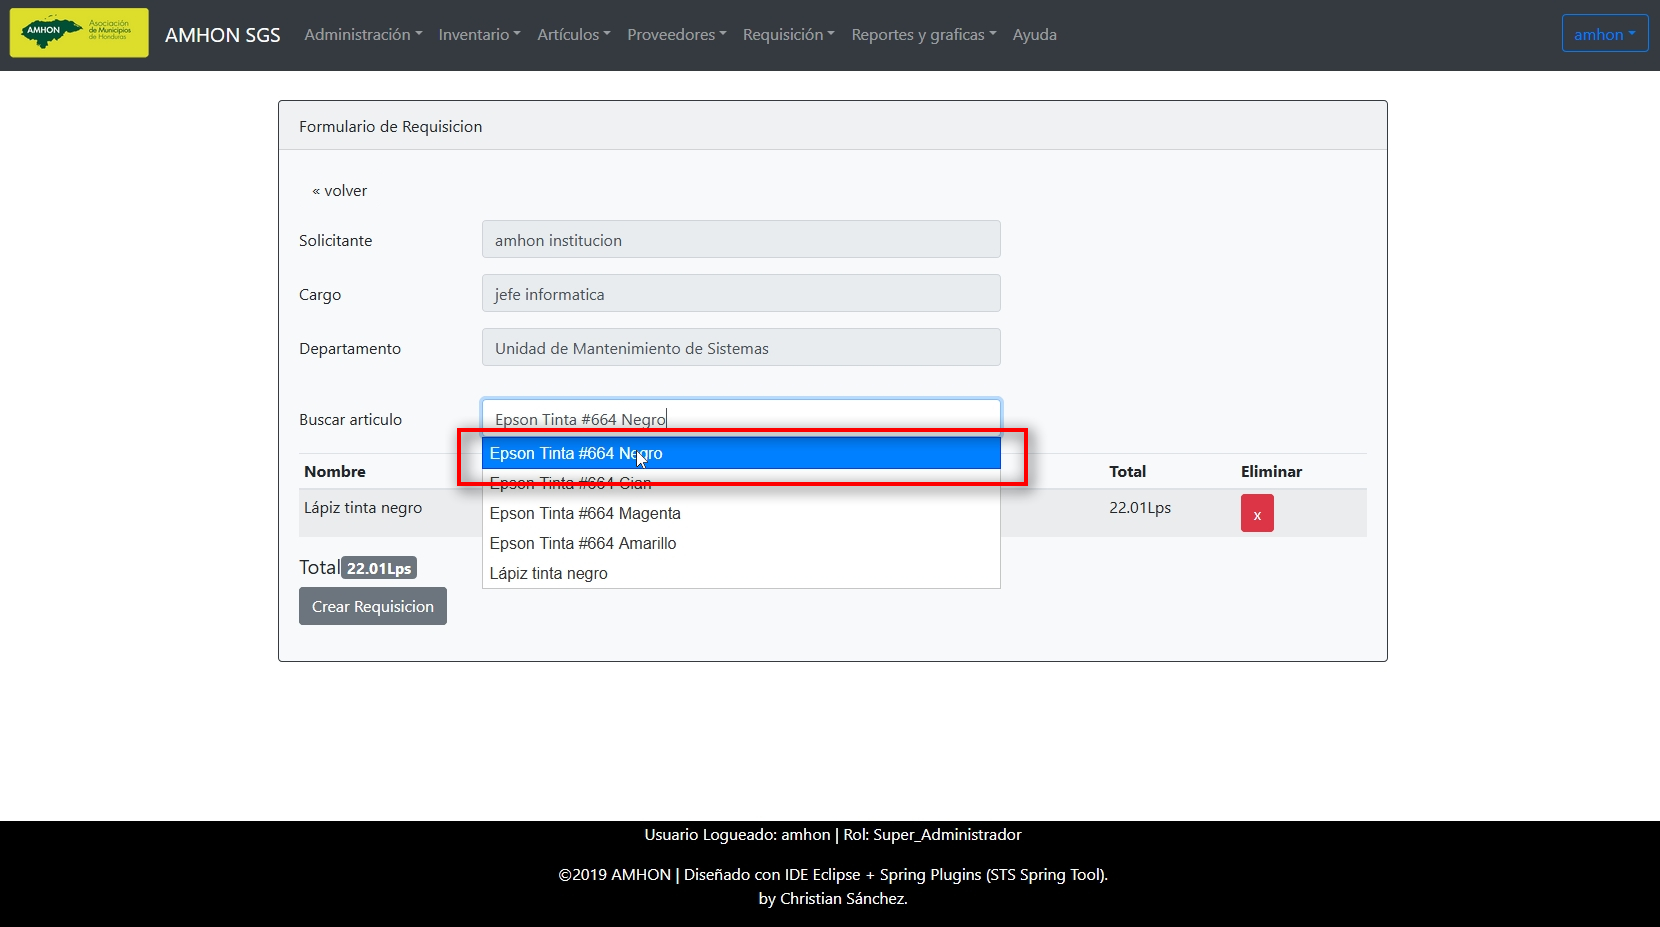 AMHON
Asociación
de Municipios
de Honduras
AMHON SGS Administración Inventario Artículos Proveedores Requisición Reportes y graficas Ayuda amhon
Formulario de Requisicion
« volver
Solicitante amhon institucion
Cargo jefe informatica
Departamento Unidad de Mantenimiento de Sistemas
Buscar articulo Epson Tinta #664 Negro
Epson Tinta #664 Negro
Nombre Total Eliminar
Epson Tinta #664 Cian
Lápiz tinta negro 22.01Lps x
Epson Tinta #664 Magenta
Epson Tinta #664 Amarillo
Total 22.01Lps
Lápiz tinta negro
Crear Requisicion
Usuario Logueado: amhon | Rol: Super_Administrador
©2019 AMHON | Diseñado con IDE Eclipse + Spring Plugins (STS Spring Tool).
by Christian Sánchez.